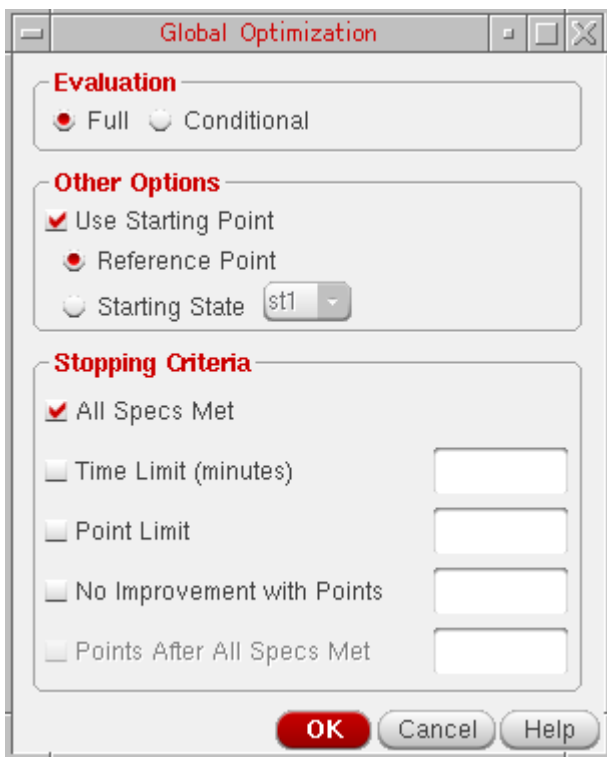 Global Optimization
Evaluation
Full Conditional
Other Options
Use Starting Point
Reference Point
Starting State st1
Stopping Criteria
All Specs Met
Time Limit (minutes)
Point Limit
No Improvement with Points
Points After All Specs Met
OK Cancel Help